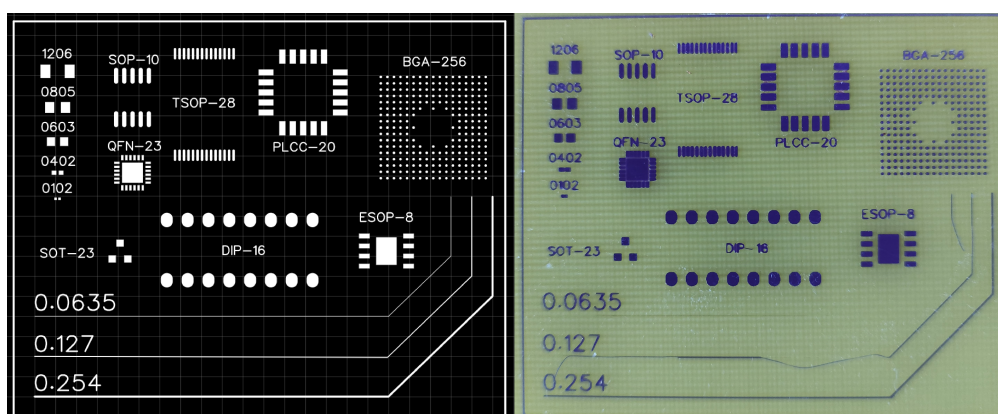 1206
SOP-10
BGA-256
0805
TSOP-28
0603
QFN-23
PLCC-20
0402
0102
ESOP-8
SOT-23
DIP-16
0.0635
0.127
0.254
1206
SOP-10
BGA-256
0805
TSOP-28
0603
QFN-23
PLCC-20
0402
0102
ESOP-8
SOT-23
DIP-16
0.0635
0.127
0.254